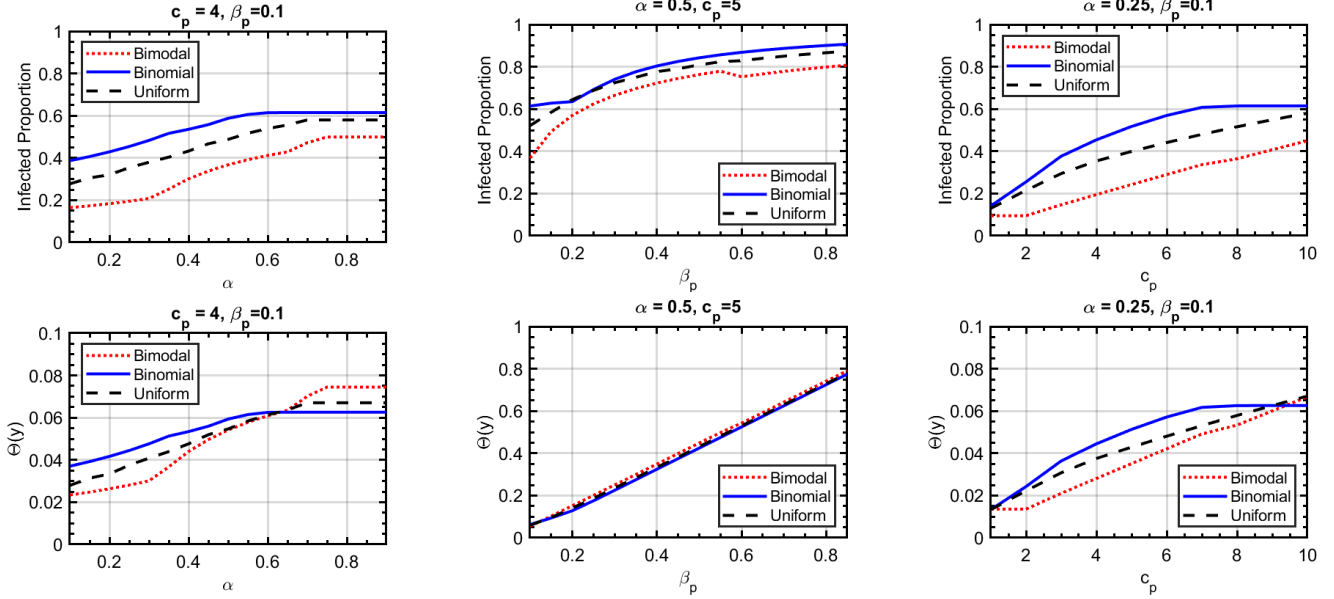 c_p = 4, β_p=0.1
Infected Proportion
1
0.8
0.6
0.4
0.2
0
Bimodal
Binomial
Uniform
0.2 0.4 0.6 0.8
α
α = 0.5, c_p=5
Infected Proportion
1
0.8
0.6
0.4
0.2
0
Bimodal
Binomial
Uniform
0.2 0.4 0.6 0.8
β_p
α = 0.25, β_p=0.1
Infected Proportion
1
0.8
0.6
0.4
0.2
0
Bimodal
Binomial
Uniform
2 4 6 8 10
c_p
c_p = 4, β_p=0.1
Θ(y)
0.1
0.08
0.06
0.04
0.02
0
Bimodal
Binomial
Uniform
0.2 0.4 0.6 0.8
α
α = 0.5, c_p=5
Θ(y)
1
0.8
0.6
0.4
0.2
0
Bimodal
Binomial
Uniform
0.2 0.4 0.6 0.8
β_p
α = 0.25, β_p=0.1
Θ(y)
0.1
0.08
0.06
0.04
0.02
0
Bimodal
Binomial
Uniform
2 4 6 8 10
c_p